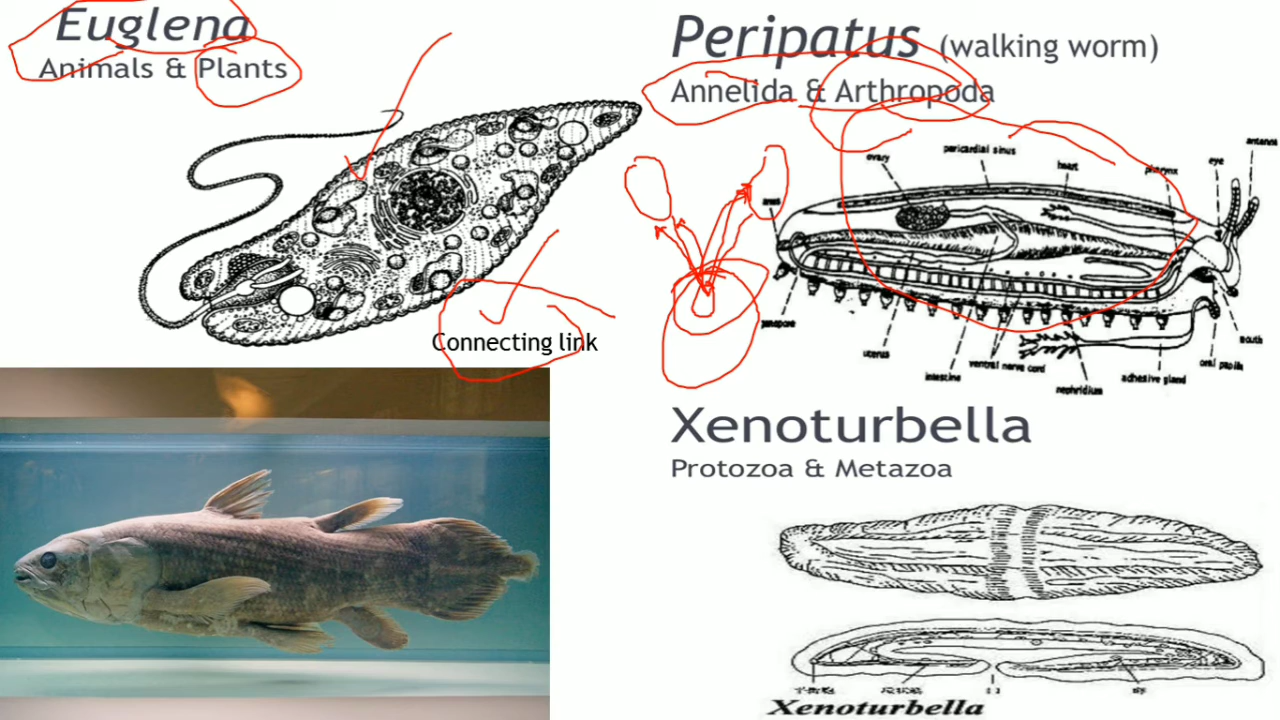 Euglena
Animals & Plants
Connecting link
Peripatus (walking worm)
Annelida & Arthropoda
ovary
pericardial sinus
heart
pharynx
eye
antenna
anus
gonopore
uterus
intestine
ventral nerve cord
nephridium
adhesive gland
oral papilla
mouth
Xenoturbella
Protozoa & Metazoa
Xenoturbella